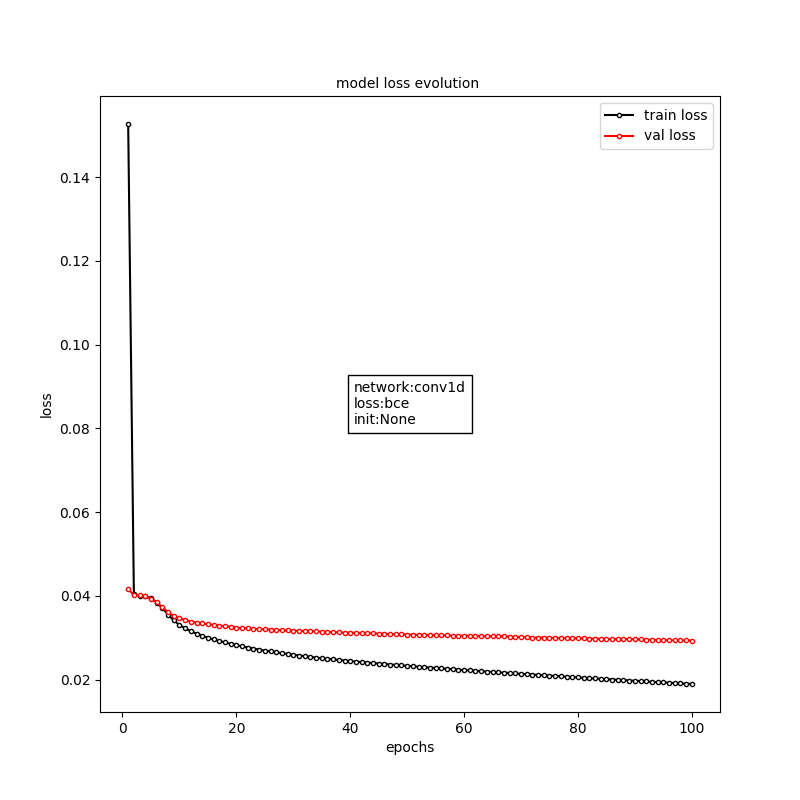 model loss evolution
train loss
val loss
0.14
0.12
0.10
0.08
0.06
0.04
0.02
loss
network:conv1d
loss:bce
init:None
0 20 40 60 80 100
epochs